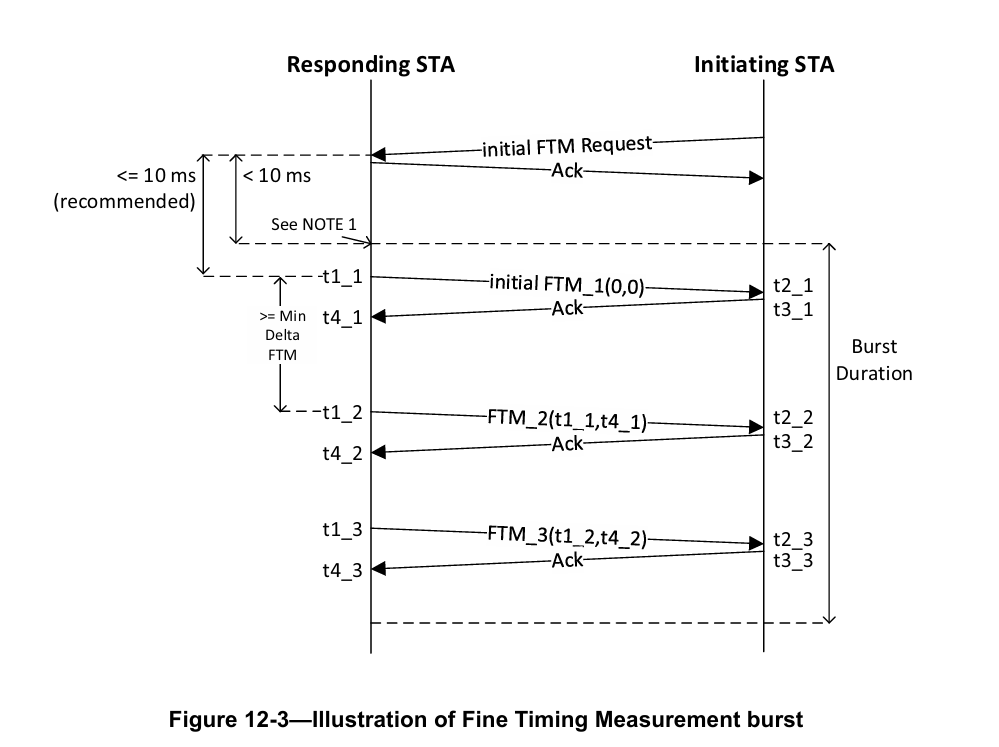 Responding STA
Initiating STA
initial FTM Request
Ack
<= 10 ms
(recommended)
< 10 ms
See NOTE 1
t1_1
initial FTM_1(0,0)
t2_1
t4_1
Ack
t3_1
>= Min
Delta
FTM
Burst
Duration
t1_2
FTM_2(t1_1,t4_1)
t2_2
t4_2
Ack
t3_2
t1_3
FTM_3(t1_2,t4_2)
t2_3
t4_3
Ack
t3_3
Figure 12-3—Illustration of Fine Timing Measurement burst